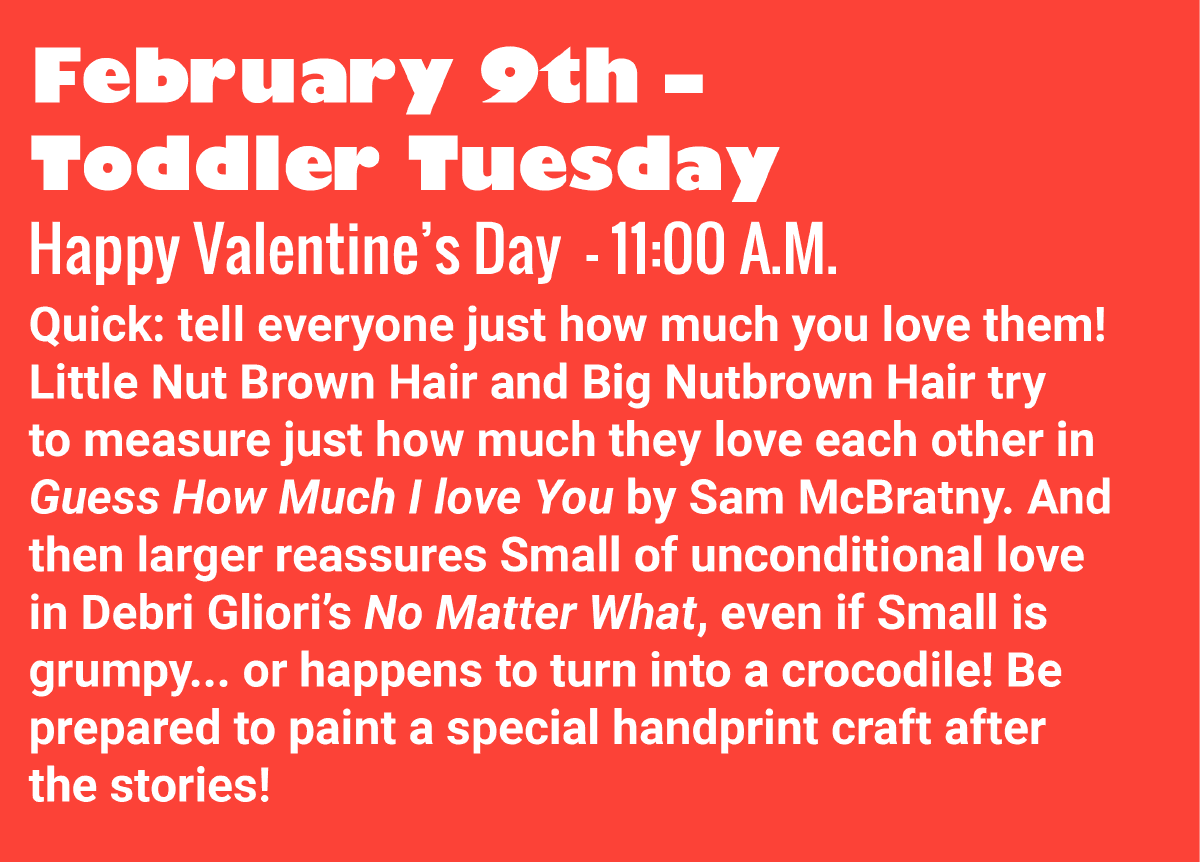 February 9th –
Toddler Tuesday
Happy Valentine’s Day - 11:00 A.M.
Quick: tell everyone just how much you love them!
Little Nut Brown Hair and Big Nutbrown Hair try
to measure just how much they love each other in
Guess How Much I love You by Sam McBratny. And
then larger reassures Small of unconditional love
in Debri Gliori’s No Matter What, even if Small is
grumpy... or happens to turn into a crocodile! Be
prepared to paint a special handprint craft after
the stories!